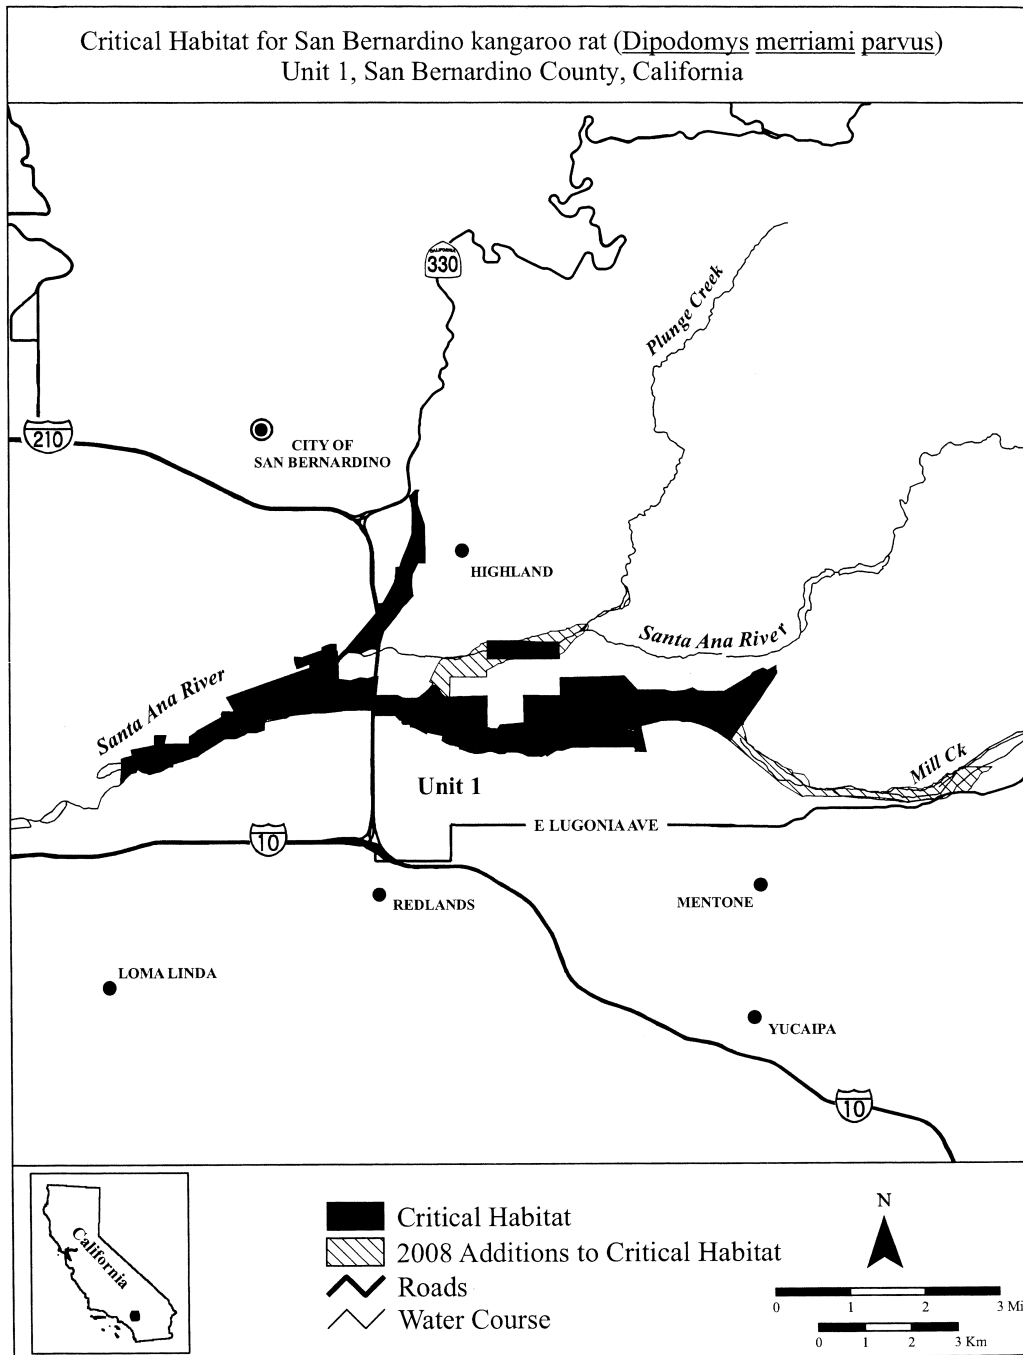 Critical Habitat for San Bernardino kangaroo rat (Dipodomys merriami parvus)
Unit 1, San Bernardino County, California
CALIFORNIA
330
Plunge Creek
210
CITY OF
SAN BERNARDINO
HIGHLAND
Santa Ana River
Santa Ana River
Mill Ck
Unit 1
E LUGONIA AVE
10
MENTONE
REDLANDS
LOMA LINDA
YUCAIPA
10
California
Critical Habitat
2008 Additions to Critical Habitat
Roads
Water Course
N
0 1 2 3 Mi
0 1 2 3 Km